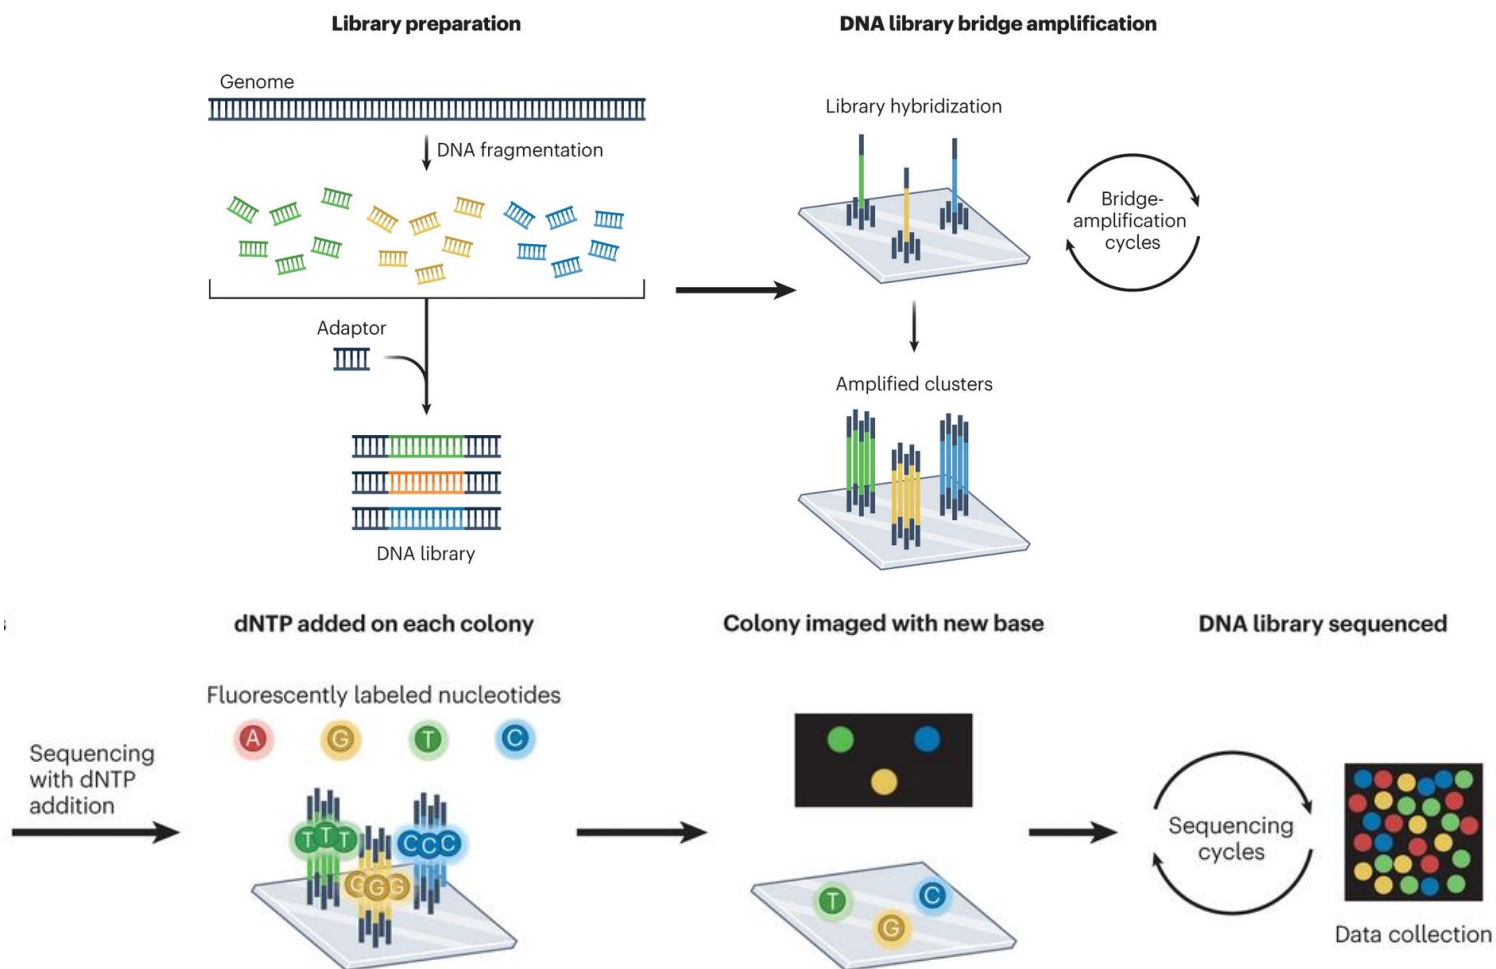 Library preparation
DNA library bridge amplification
Genome
DNA fragmentation
Adaptor
DNA library
Library hybridization
Bridge-
amplification
cycles
Amplified clusters
dNTP added on each colony
Colony imaged with new base
DNA library sequenced
Sequencing
with dNTP
addition
Fluorescently labeled nucleotides
A G T C
T T T
C C C
G G G
T
C
G
Sequencing
cycles
Data collection